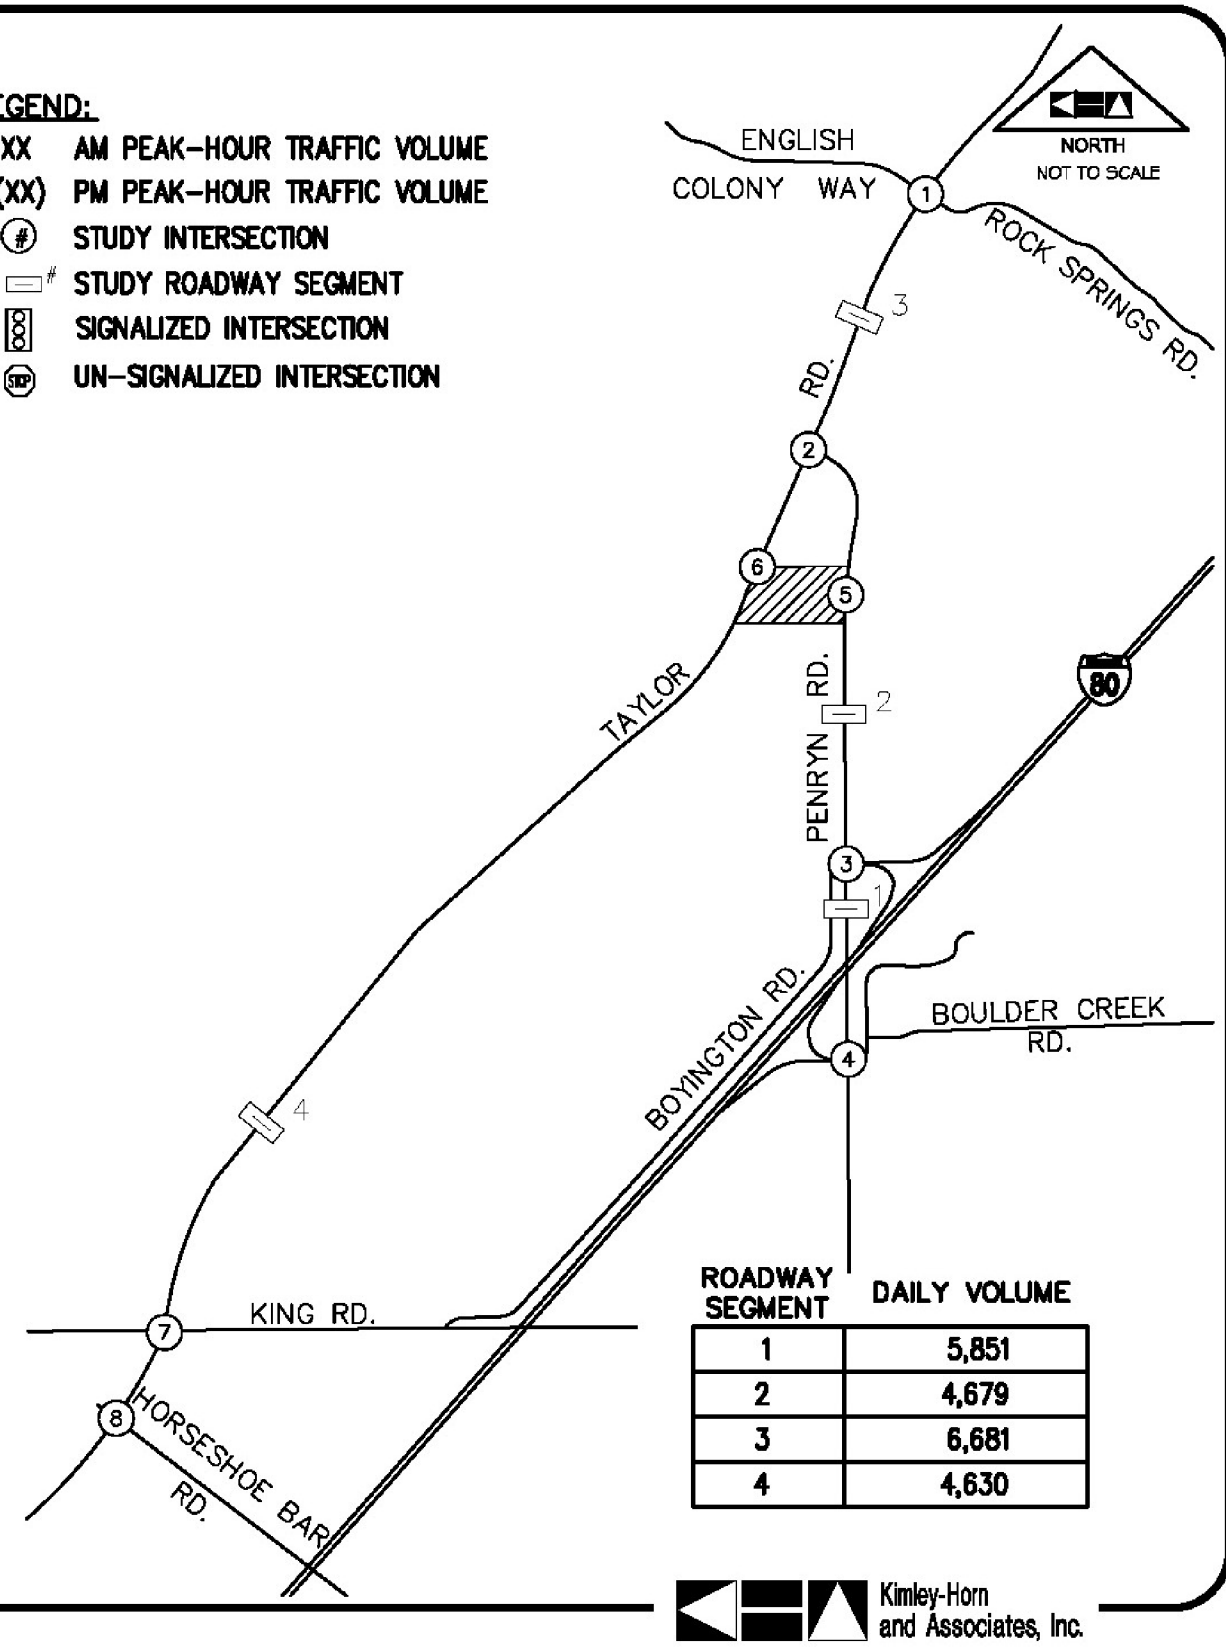 EGEND:
XX AM PEAK-HOUR TRAFFIC VOLUME
(XX) PM PEAK-HOUR TRAFFIC VOLUME
# STUDY INTERSECTION
# STUDY ROADWAY SEGMENT
SIGNALIZED INTERSECTION
STOP UN-SIGNALIZED INTERSECTION
NORTH
NOT TO SCALE
ENGLISH
COLONY WAY
1
ROCK SPRINGS RD.
3
RD.
2
6
5
80
TAYLOR
PENRYN RD.
2
3
1
BOYINGTON RD.
BOULDER CREEK
RD.
4
4
KING RD.
7
8
HORSESHOE BAR
RD.
ROADWAY
SEGMENT DAILY VOLUME
1 5,851
2 4,679
3 6,681
4 4,630
Kimley-Horn
and Associates, Inc.